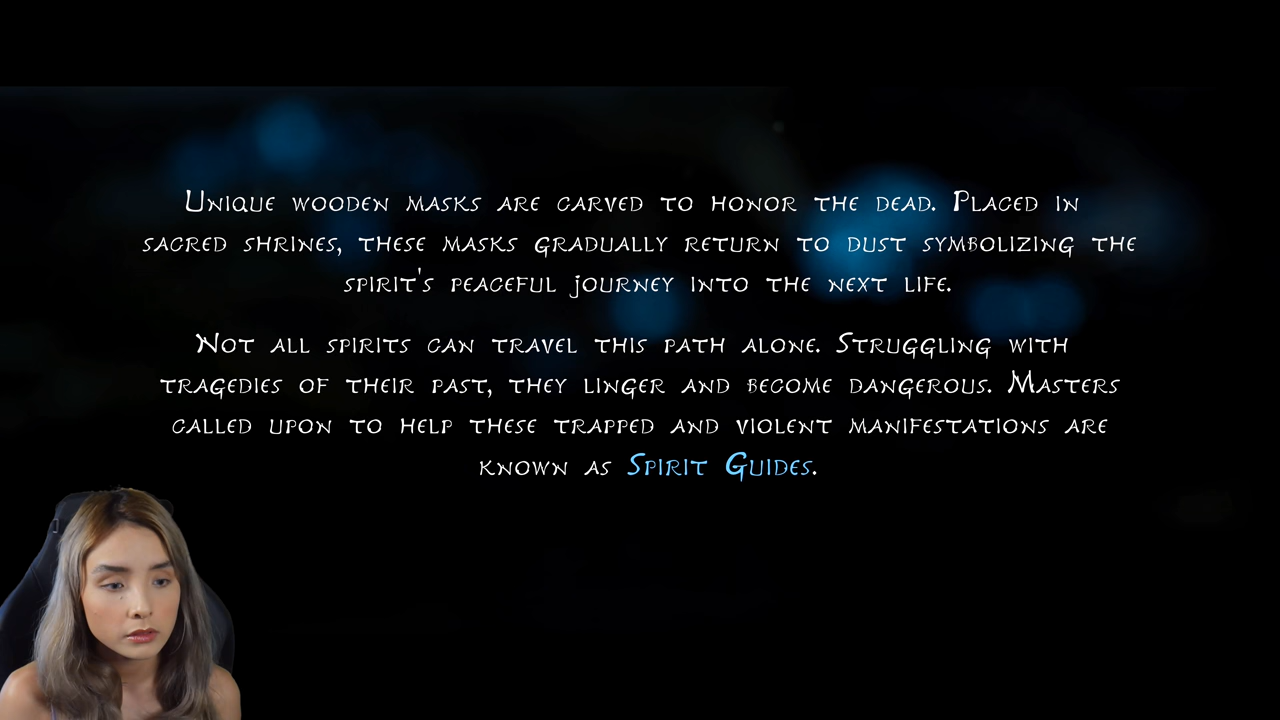 Unique wooden masks are carved to honor the dead. Placed in
sacred shrines, these masks gradually return to dust symbolizing the
spirit's peaceful journey into the next life.
Not all spirits can travel this path alone. Struggling with
tragedies of their past, they linger and become dangerous. Masters
called upon to help these trapped and violent manifestations are
known as Spirit Guides.